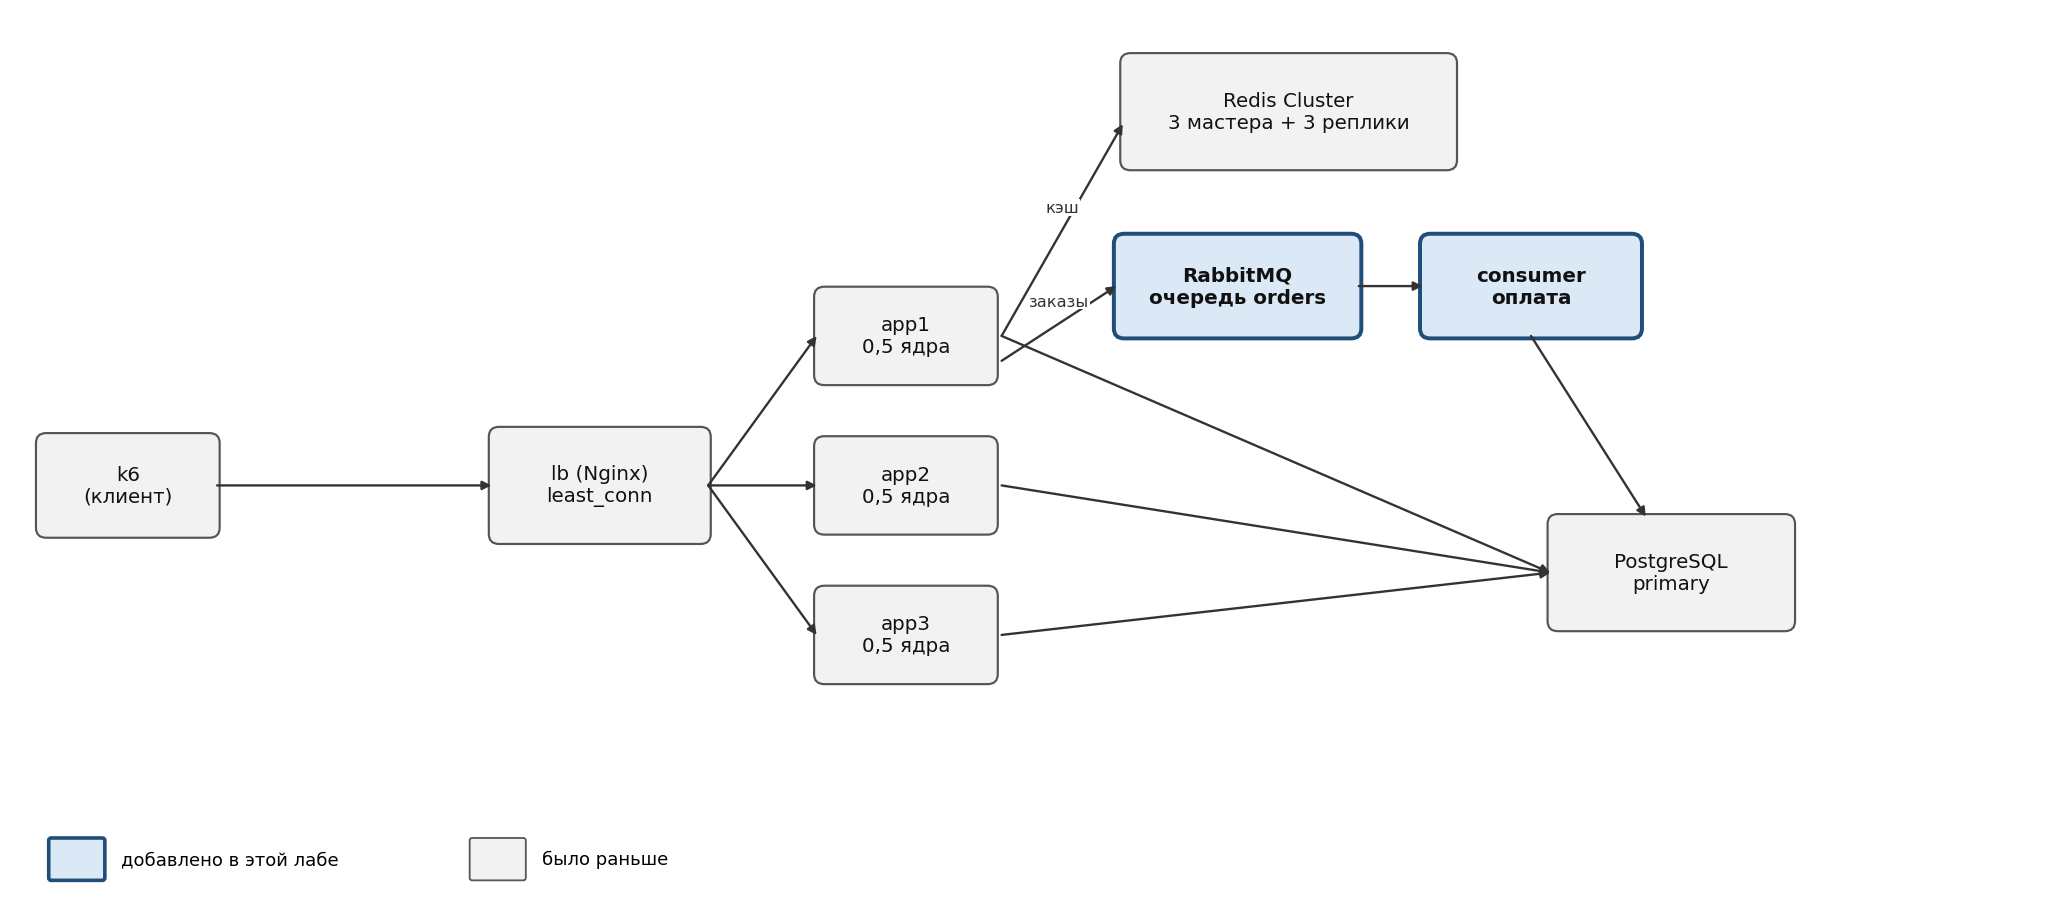 Redis Cluster
3 мастера + 3 реплики
кэш
заказы
RabbitMQ
очередь orders
consumer
оплата
app1
0,5 ядра
k6
(клиент)
lb (Nginx)
least_conn
app2
0,5 ядра
app3
0,5 ядра
PostgreSQL
primary
добавлено в этой лабе
было раньше